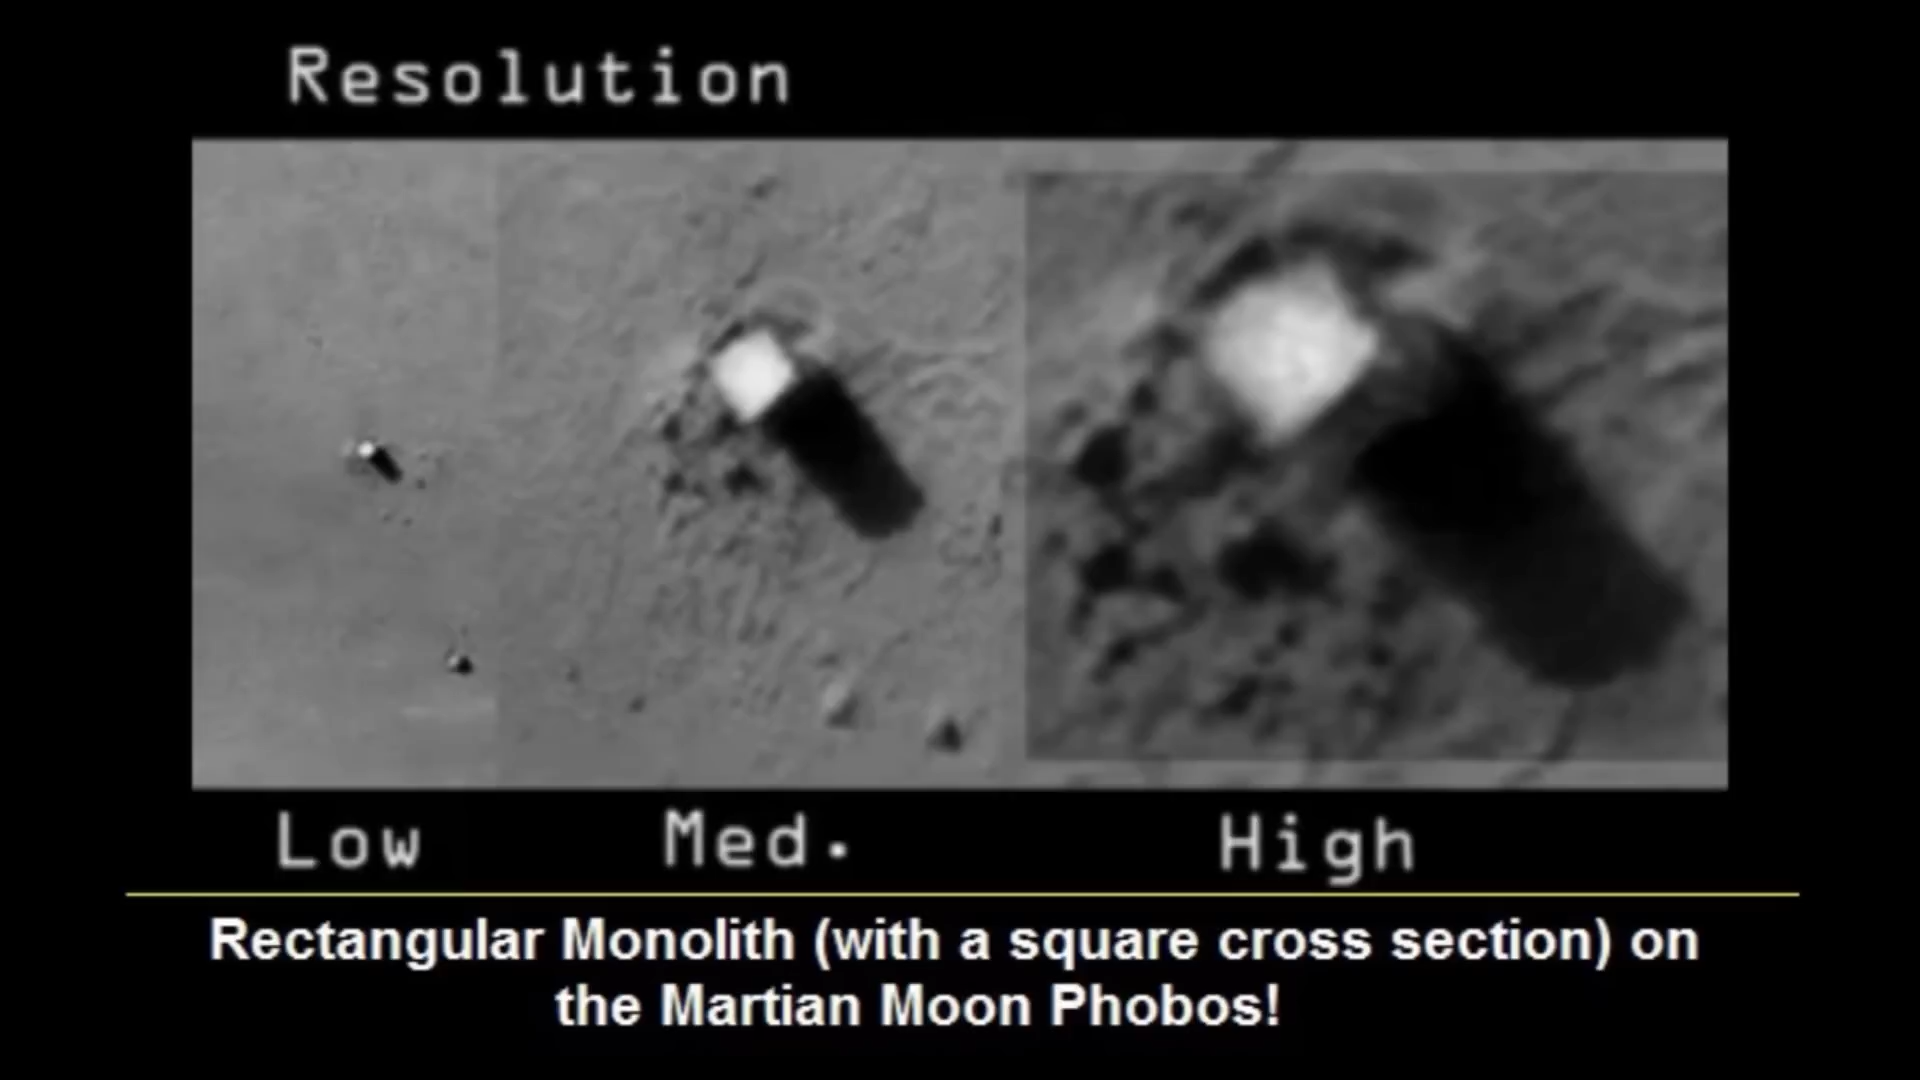 Resolution
Low Med. High
Rectangular Monolith (with a square cross section) on
the Martian Moon Phobos!